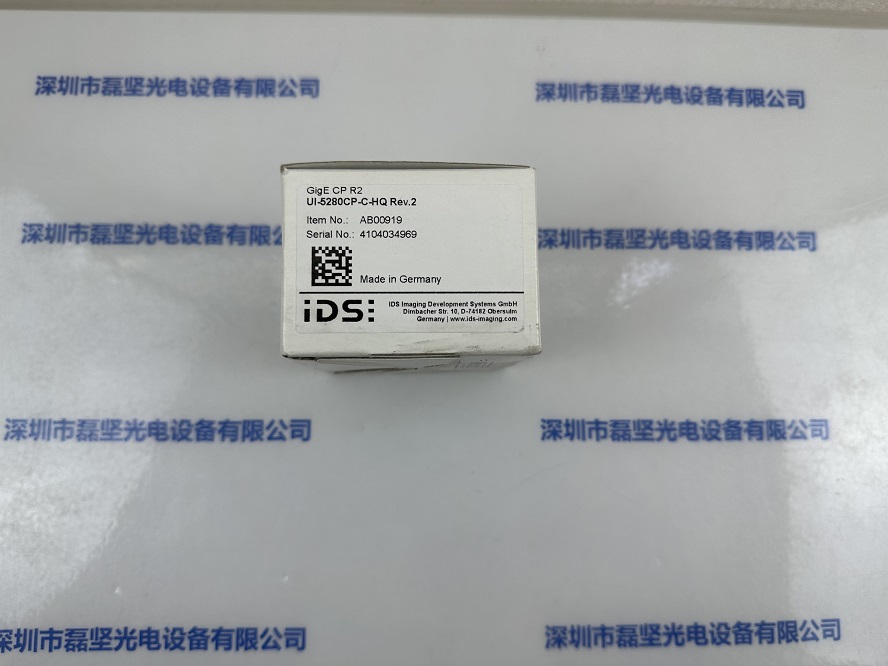 深圳市磊坚光电设备有限公司
深圳市磊坚光电设备有限公司
GigE CP R2
UI-5280CP-C-HQ Rev.2
Item No.: AB00919
Serial No.: 4104034969
Made in Germany
iDS:
IDS Imaging Development Systems GmbH
Dimbacher Str. 10, D-74182 Obersulm
Germany | www.ids-imaging.com
深圳市磊坚光电设备有限
深圳市磊坚光电设备有限公司
深圳市磊坚光电设备有限公司
深圳市磊坚光电设备有限公司
深圳市磊坚光电设备有限公司
深圳市磊坚光电设备有限公司